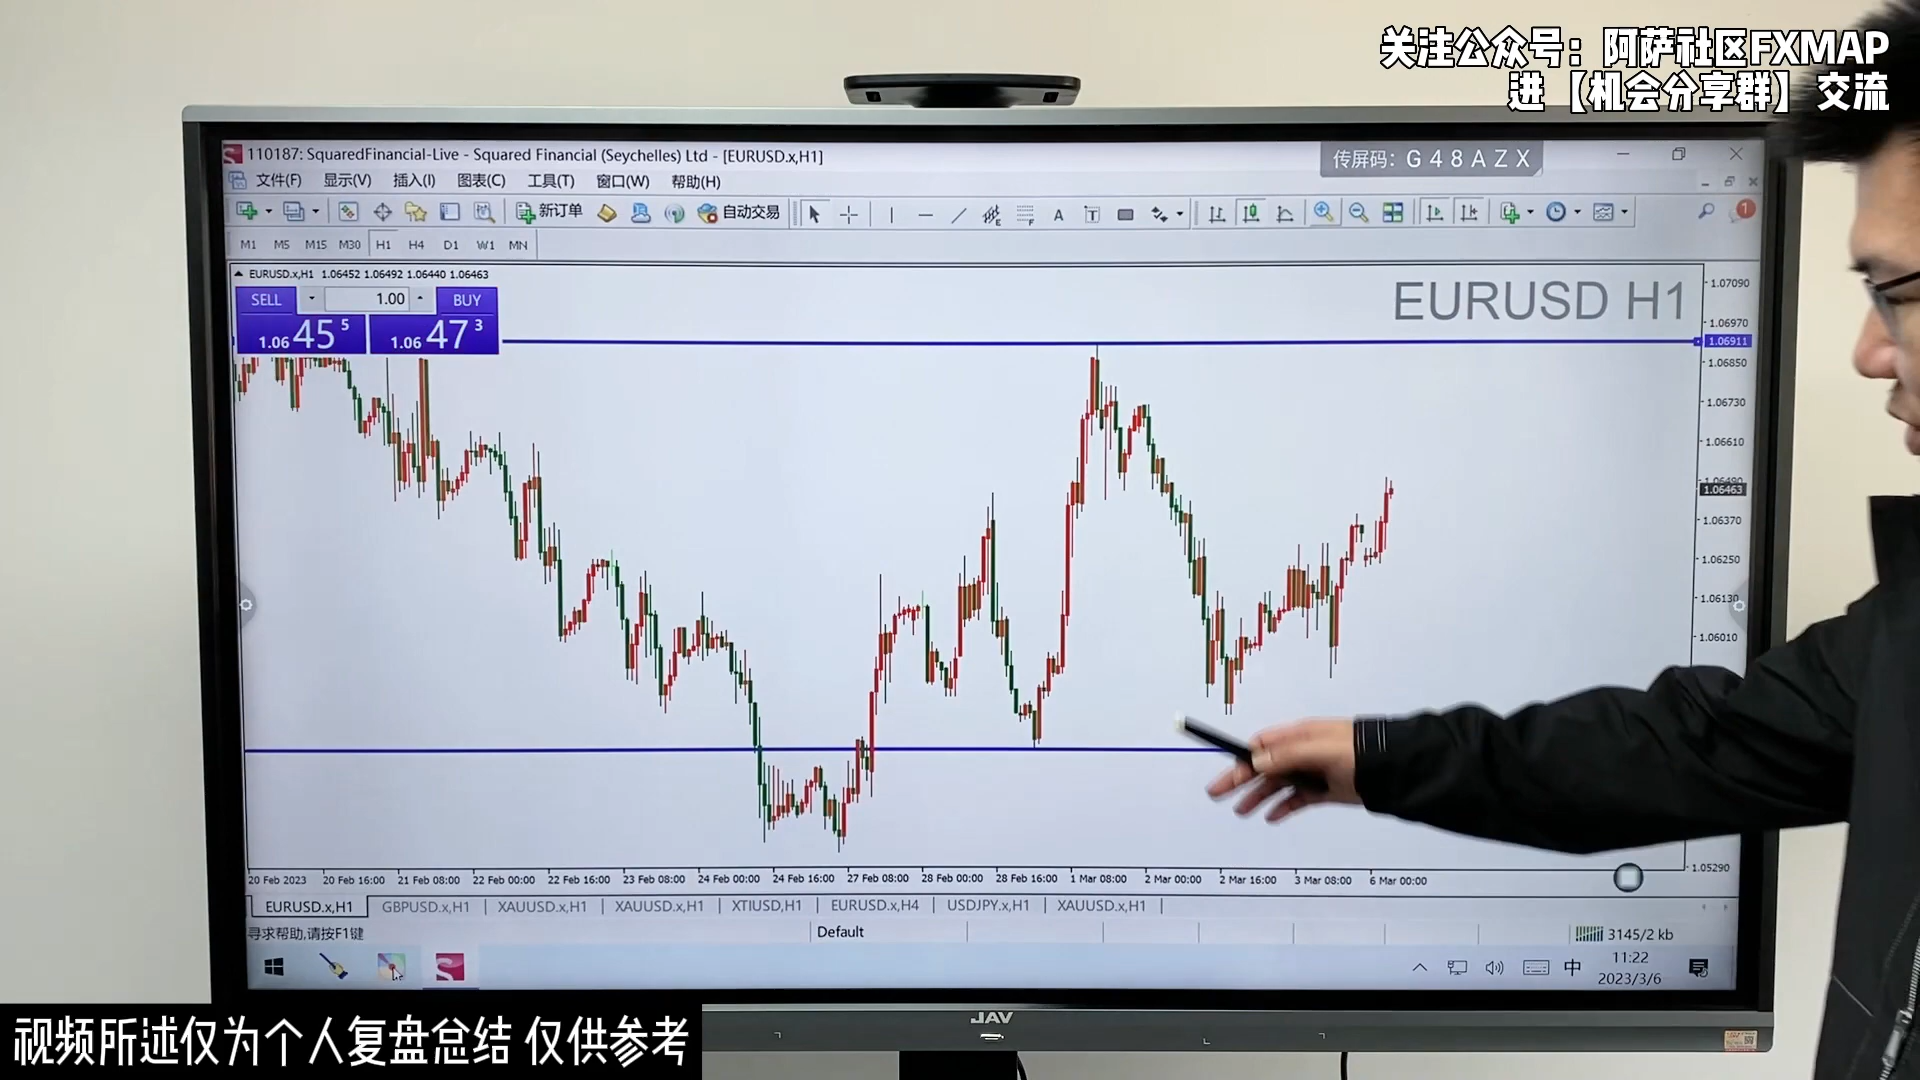 关注公众号：阿萨社区FXMAP
进【机会分享群】交流
110187: SquaredFinancial-Live - Squared Financial (Seychelles) Ltd - [EURUSD.x,H1]
传屏码：G48AZX
文件(F) 显示(V) 插入(I) 图表(C) 工具(T) 窗口(W) 帮助(H)
新订单 自动交易
M1 M5 M15 M30 H1 H4 D1 W1 MN
EURUSD.x,H1 1.06452 1.06492 1.06440 1.06463
SELL 1.00 BUY
1.06 45 5 1.06 47 3
EURUSD H1
1.07090
1.06970
1.06911
1.06850
1.06730
1.06610
1.06490
1.06463
1.06370
1.06250
1.06130
1.06010
1.05290
20 Feb 2023 20 Feb 16:00 21 Feb 08:00 22 Feb 00:00 22 Feb 16:00 23 Feb 08:00 24 Feb 00:00 24 Feb 16:00 27 Feb 08:00 28 Feb 00:00 28 Feb 16:00 1 Mar 08:00 2 Mar 00:00 2 Mar 16:00 3 Mar 08:00 6 Mar 00:00
EURUSD.x,H1 GBPUSD.x,H1 XAUUSD.x,H1 XAUUSD.x,H1 XTIUSD,H1 EURUSD.x,H4 USDJPY.x,H1 XAUUSD.x,H1
寻求帮助,请按F1键 Default 3145/2 kb
中 11:22
2023/3/6
JAV
视频所述仅为个人复盘总结 仅供参考